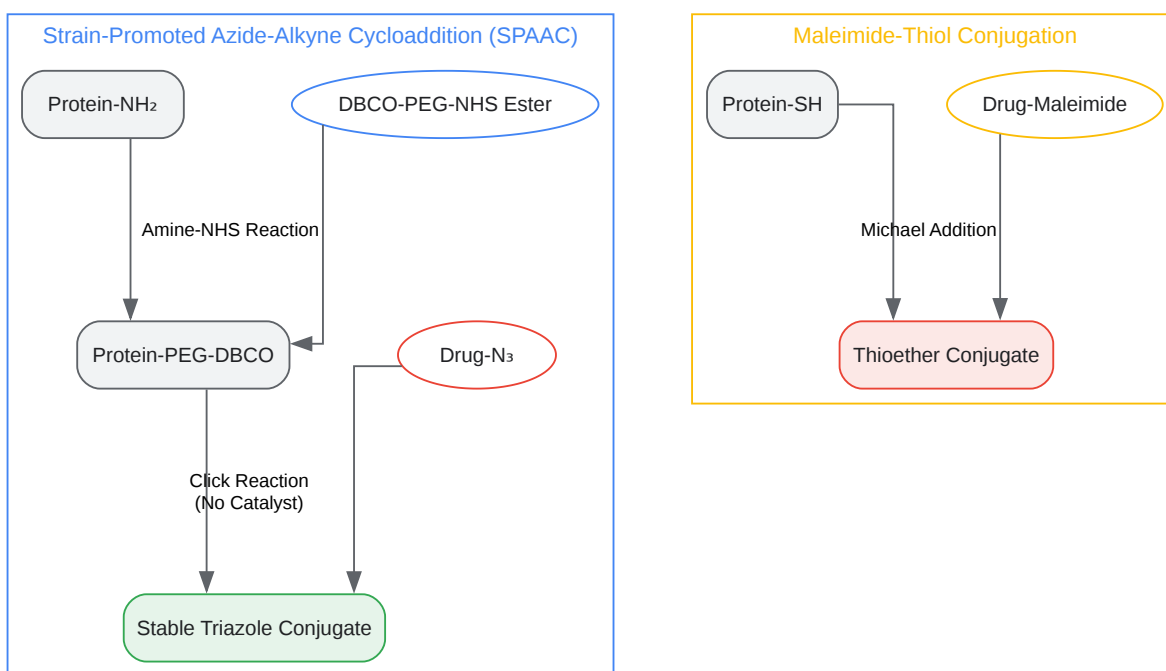 Strain-Promoted Azide-Alkyne Cycloaddition (SPAAC)
Protein-NH₂
DBCO-PEG-NHS Ester
Amine-NHS Reaction
Protein-PEG-DBCO
Drug-N₃
Click Reaction
(No Catalyst)
Stable Triazole Conjugate
Maleimide-Thiol Conjugation
Protein-SH
Drug-Maleimide
Michael Addition
Thioether Conjugate